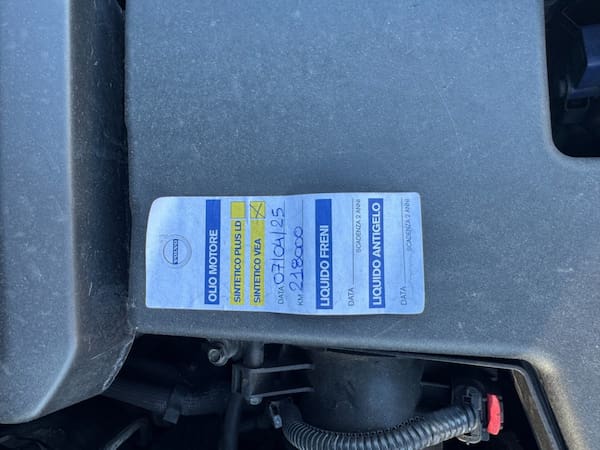 VOLVO
OLIO MOTORE
SINTETICO PLUS LD
SINTETICO VEA
DATA 07/04/25
KM 218000
LIQUIDO FRENI
DATA SCADENZA 2 ANNI
LIQUIDO ANTIGELO
DATA SCADENZA 2 ANNI